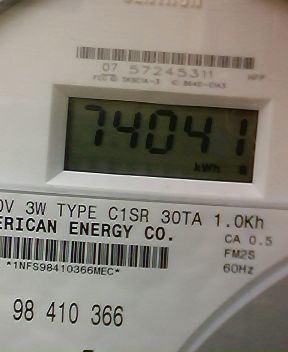 07 57245311
74041
kWh
0V 3W TYPE C1SR 30TA 1.0Kh
ERICAN ENERGY CO.
CA 0.5
FM2S
*1NFS98410366MEC*
60Hz
98 410 366